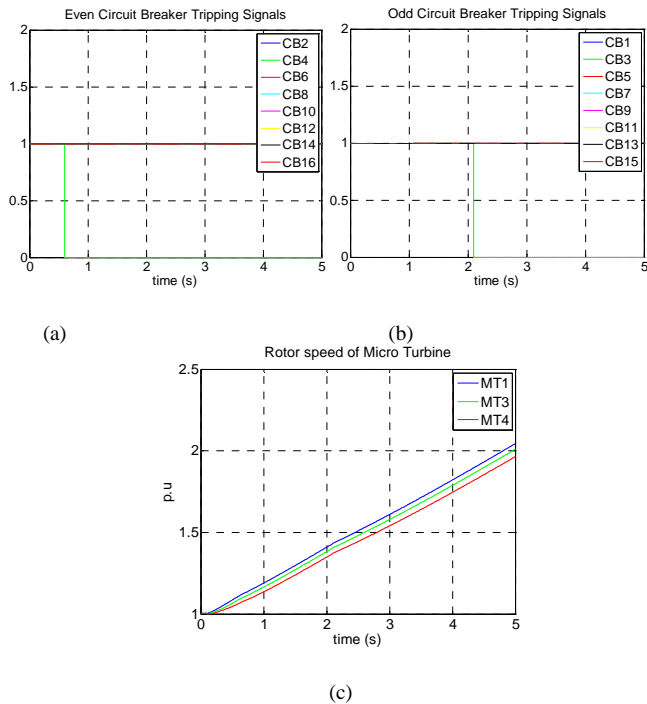 Even Circuit Breaker Tripping Signals
2
1.5
1
0.5
0
0 1 2 3 4 5
time (s)
CB2
CB4
CB6
CB8
CB10
CB12
CB14
CB16
(a)
Odd Circuit Breaker Tripping Signals
2
1.5
1
0.5
0
0 1 2 3 4 5
time (s)
CB1
CB3
CB5
CB7
CB9
CB11
CB13
CB15
(b)
Rotor speed of Micro Turbine
2.5
2
1.5
1
p.u
0 1 2 3 4 5
time (s)
MT1
MT3
MT4
(c)